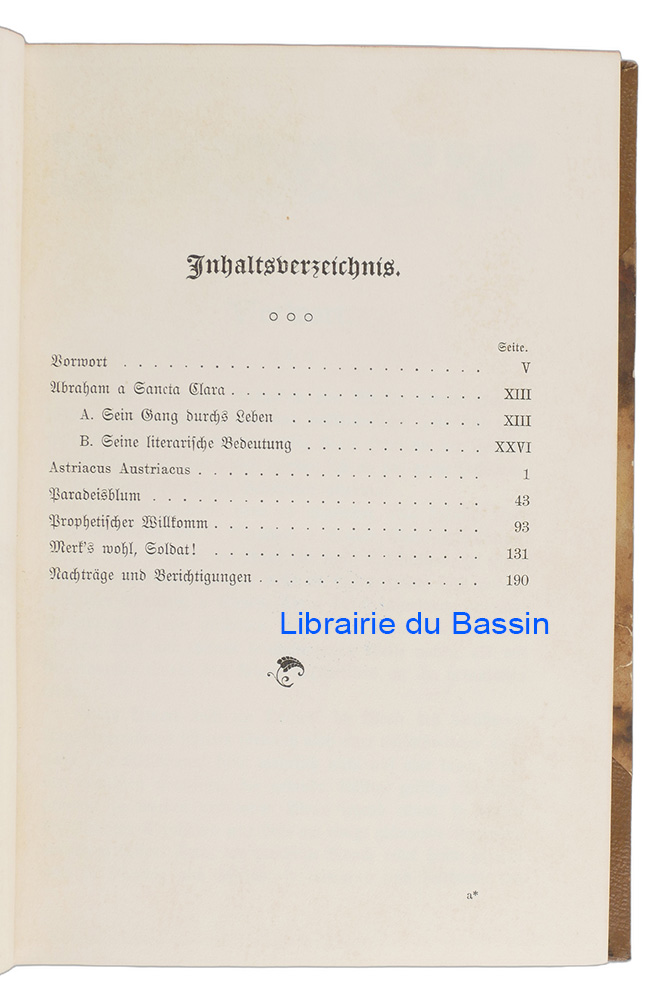 Inhaltsverzeichnis.
Seite.
Vorwort . . . . . . . . . . . . . . . . . . . . . . . . V
Abraham a Sancta Clara . . . . . . . . . . . . . . . . . XIII
A. Sein Gang durchs Leben . . . . . . . . . . . XIII
B. Seine literarische Bedeutung . . . . . . . . . . XXVI
Astriacus Austriacus . . . . . . . . . . . . . . . . . . . 1
Paradeisblum . . . . . . . . . . . . . . . . . . . . . . 43
Prophetischer Willkomm . . . . . . . . . . . . . . . . . . 93
Merk's wohl, Soldat! . . . . . . . . . . . . . . . . . . 131
Nachträge und Berichtigungen . . . . . . . . . . . . . . . 190
Librairie du Bassin
a*